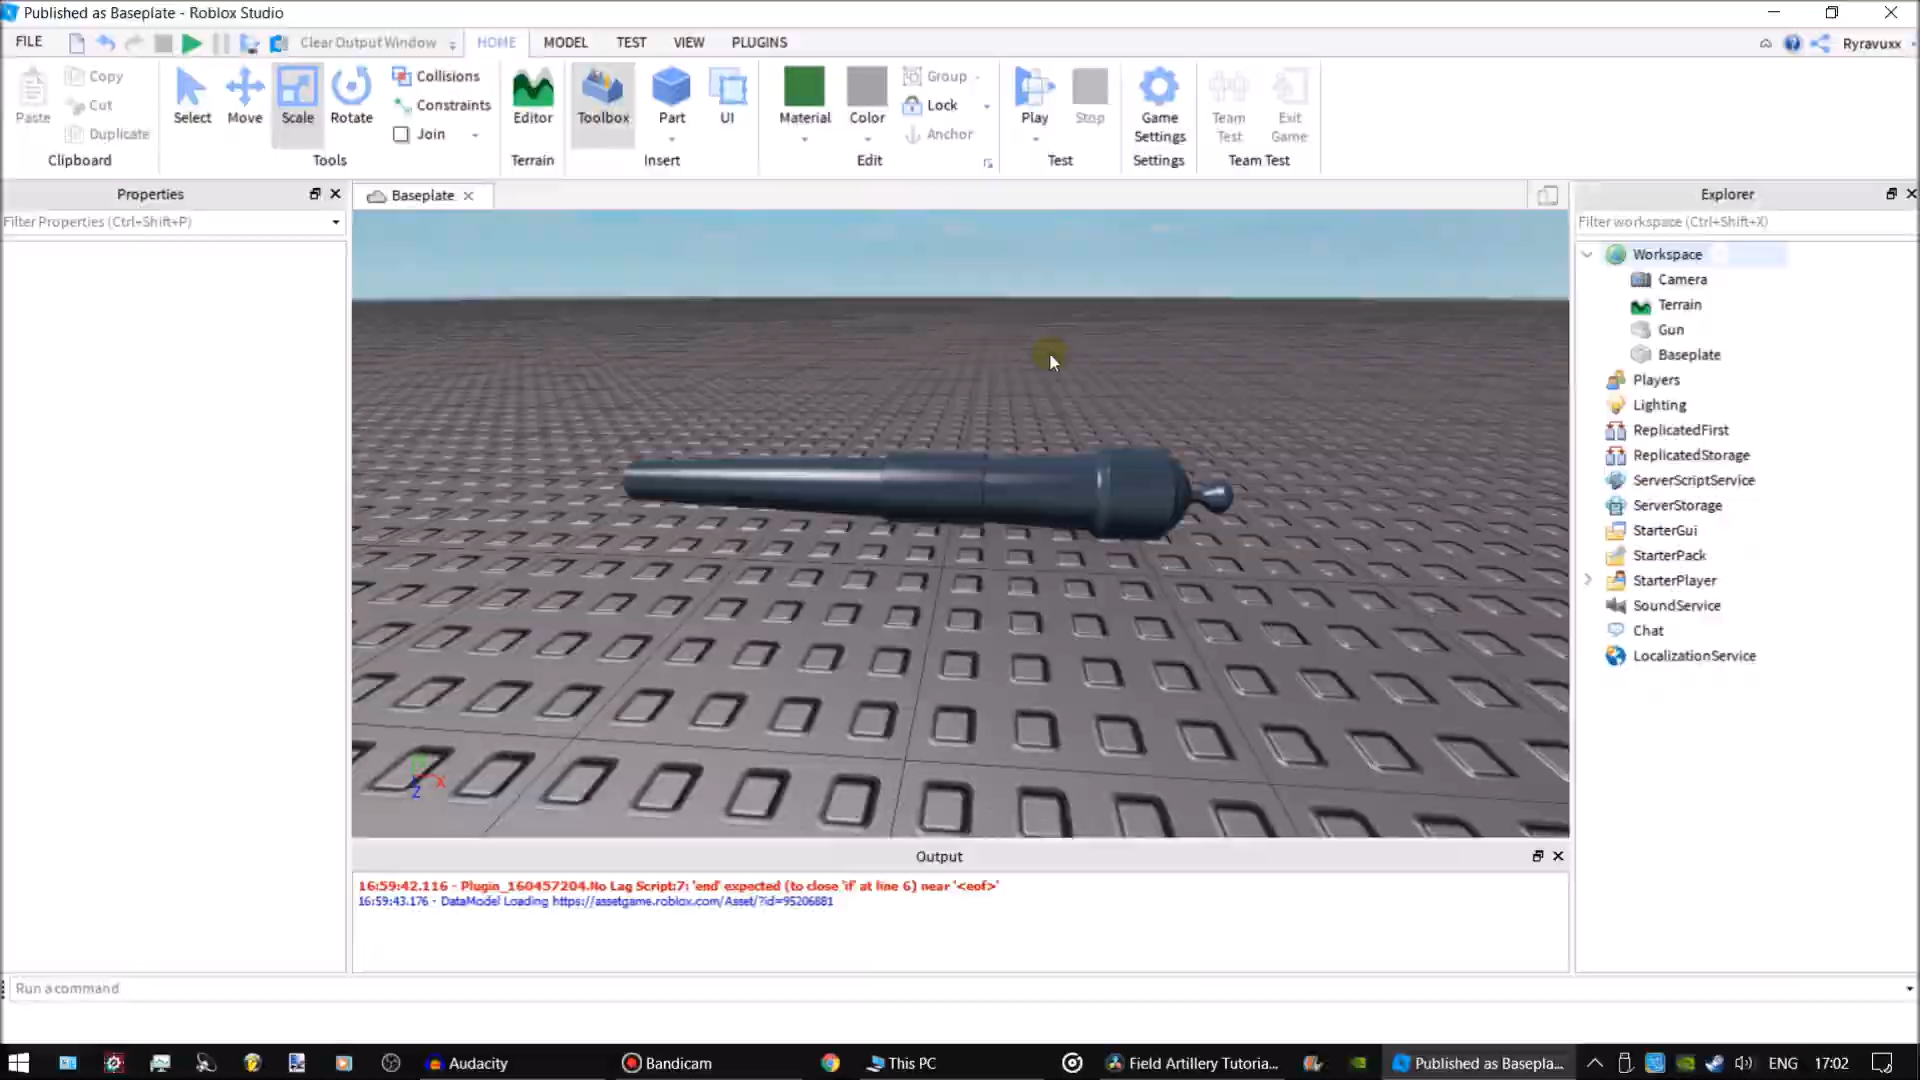 Published as Baseplate - Roblox Studio
FILE
Clear Output Window
HOME
MODEL
TEST
VIEW
PLUGINS
Ryravuxx
Paste
Copy
Cut
Duplicate
Clipboard
Select
Move
Scale
Rotate
Collisions
Constraints
Join
Tools
Editor
Terrain
Toolbox
Part
UI
Insert
Material
Color
Group
Lock
Anchor
Edit
Play
Stop
Test
Game
Settings
Settings
Team
Test
Exit
Game
Team Test
Properties
Filter Properties (Ctrl+Shift+P)
Baseplate
Explorer
Filter workspace (Ctrl+Shift+X)
Workspace
Camera
Terrain
Gun
Baseplate
Players
Lighting
ReplicatedFirst
ReplicatedStorage
ServerScriptService
ServerStorage
StarterGui
StarterPack
StarterPlayer
SoundService
Chat
LocalizationService
X
Z
Output
16:59:42.116 - Plugin_160457204.No Lag Script:7: 'end' expected (to close 'if' at line 6) near '<eof>'
16:59:43.176 - DataModel Loading https://assetgame.roblox.com/Asset/?id=95206881
Run a command
Audacity
Bandicam
This PC
Field Artillery Tutoria...
Published as Basepla...
ENG
17:02